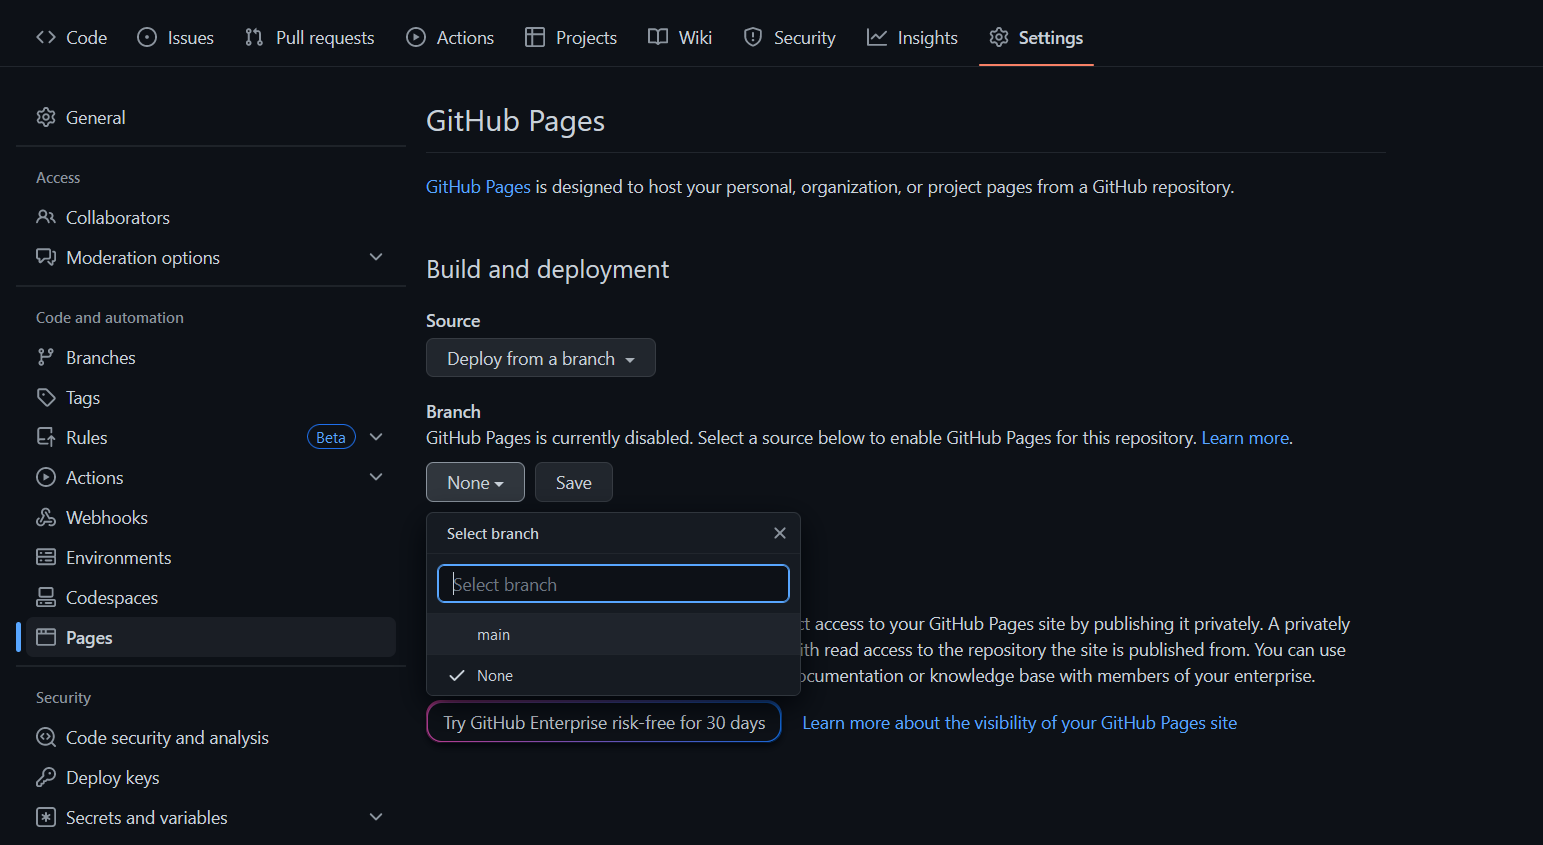 Code Issues Pull requests Actions Projects Wiki Security Insights Settings
General
Access
Collaborators
Moderation options
Code and automation
Branches
Tags
Rules Beta
Actions
Webhooks
Environments
Codespaces
Pages
Security
Code security and analysis
Deploy keys
Secrets and variables
GitHub Pages
GitHub Pages is designed to host your personal, organization, or project pages from a GitHub repository.
Build and deployment
Source
Deploy from a branch
Branch
GitHub Pages is currently disabled. Select a source below to enable GitHub Pages for this repository. Learn more.
None Save
Select branch
Select branch
main
None
access to your GitHub Pages site by publishing it privately. A privately
read access to the repository the site is published from. You can use
or knowledge base with members of your enterprise.
Try GitHub Enterprise risk-free for 30 days Learn more about the visibility of your GitHub Pages site